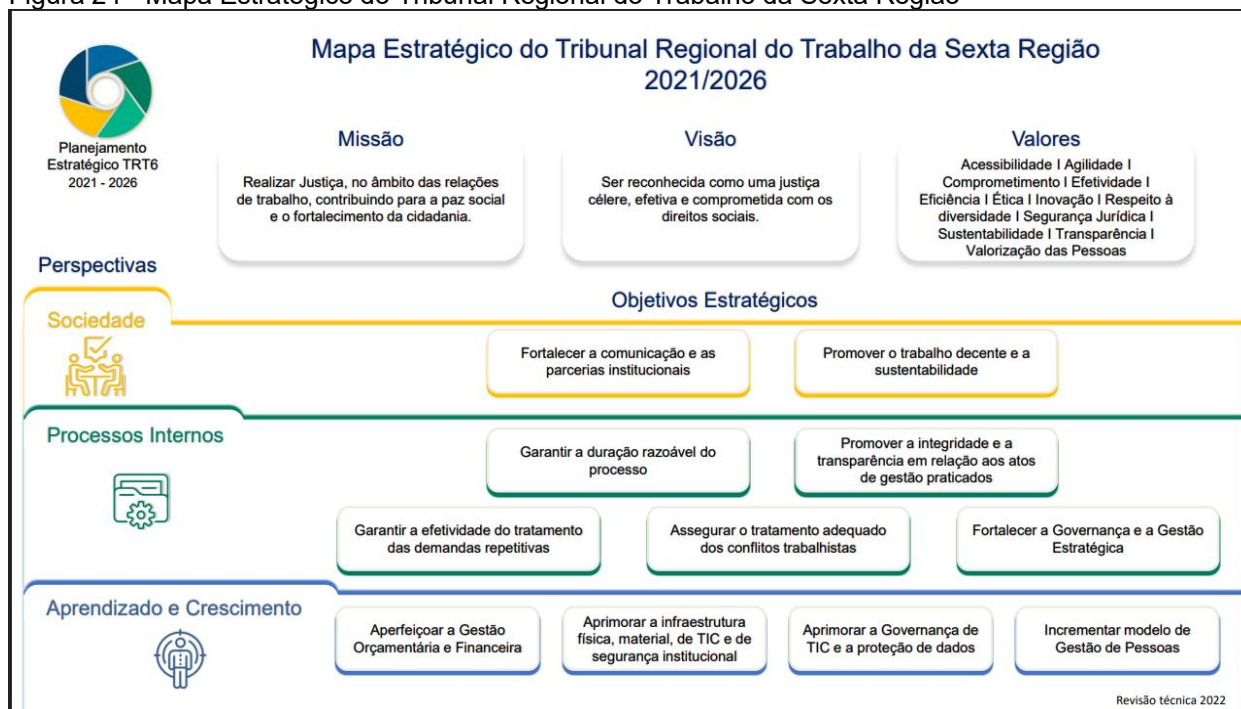 Figura 24 - Mapa Estratégico do Tribunal Regional do Trabalho da Sexta Região
Mapa Estratégico do Tribunal Regional do Trabalho da Sexta Região
2021/2026
Planejamento
Estratégico TRT6
2021 - 2026
Missão
Realizar Justiça, no âmbito das relações
de trabalho, contribuindo para a paz social
e o fortalecimento da cidadania.
Visão
Ser reconhecida como uma justiça
célere, efetiva e comprometida com os
direitos sociais.
Valores
Acessibilidade I Agilidade I
Comprometimento I Efetividade I
Eficiência I Ética I Inovação I Respeito à
diversidade I Segurança Jurídica I
Sustentabilidade I Transparência I
Valorização das Pessoas
Perspectivas
Objetivos Estratégicos
Sociedade
Fortalecer a comunicação e as
parcerias institucionais
Promover o trabalho decente e a
sustentabilidade
Processos Internos
Garantir a duração razoável do
processo
Promover a integridade e a
transparência em relação aos atos
de gestão praticados
Garantir a efetividade do tratamento
das demandas repetitivas
Assegurar o tratamento adequado
dos conflitos trabalhistas
Fortalecer a Governança e a Gestão
Estratégica
Aprendizado e Crescimento
Aperfeiçoar a Gestão
Orçamentária e Financeira
Aprimorar a infraestrutura
física, material, de TIC e de
segurança institucional
Aprimorar a Governança de
TIC e a proteção de dados
Incrementar modelo de
Gestão de Pessoas
Revisão técnica 2022